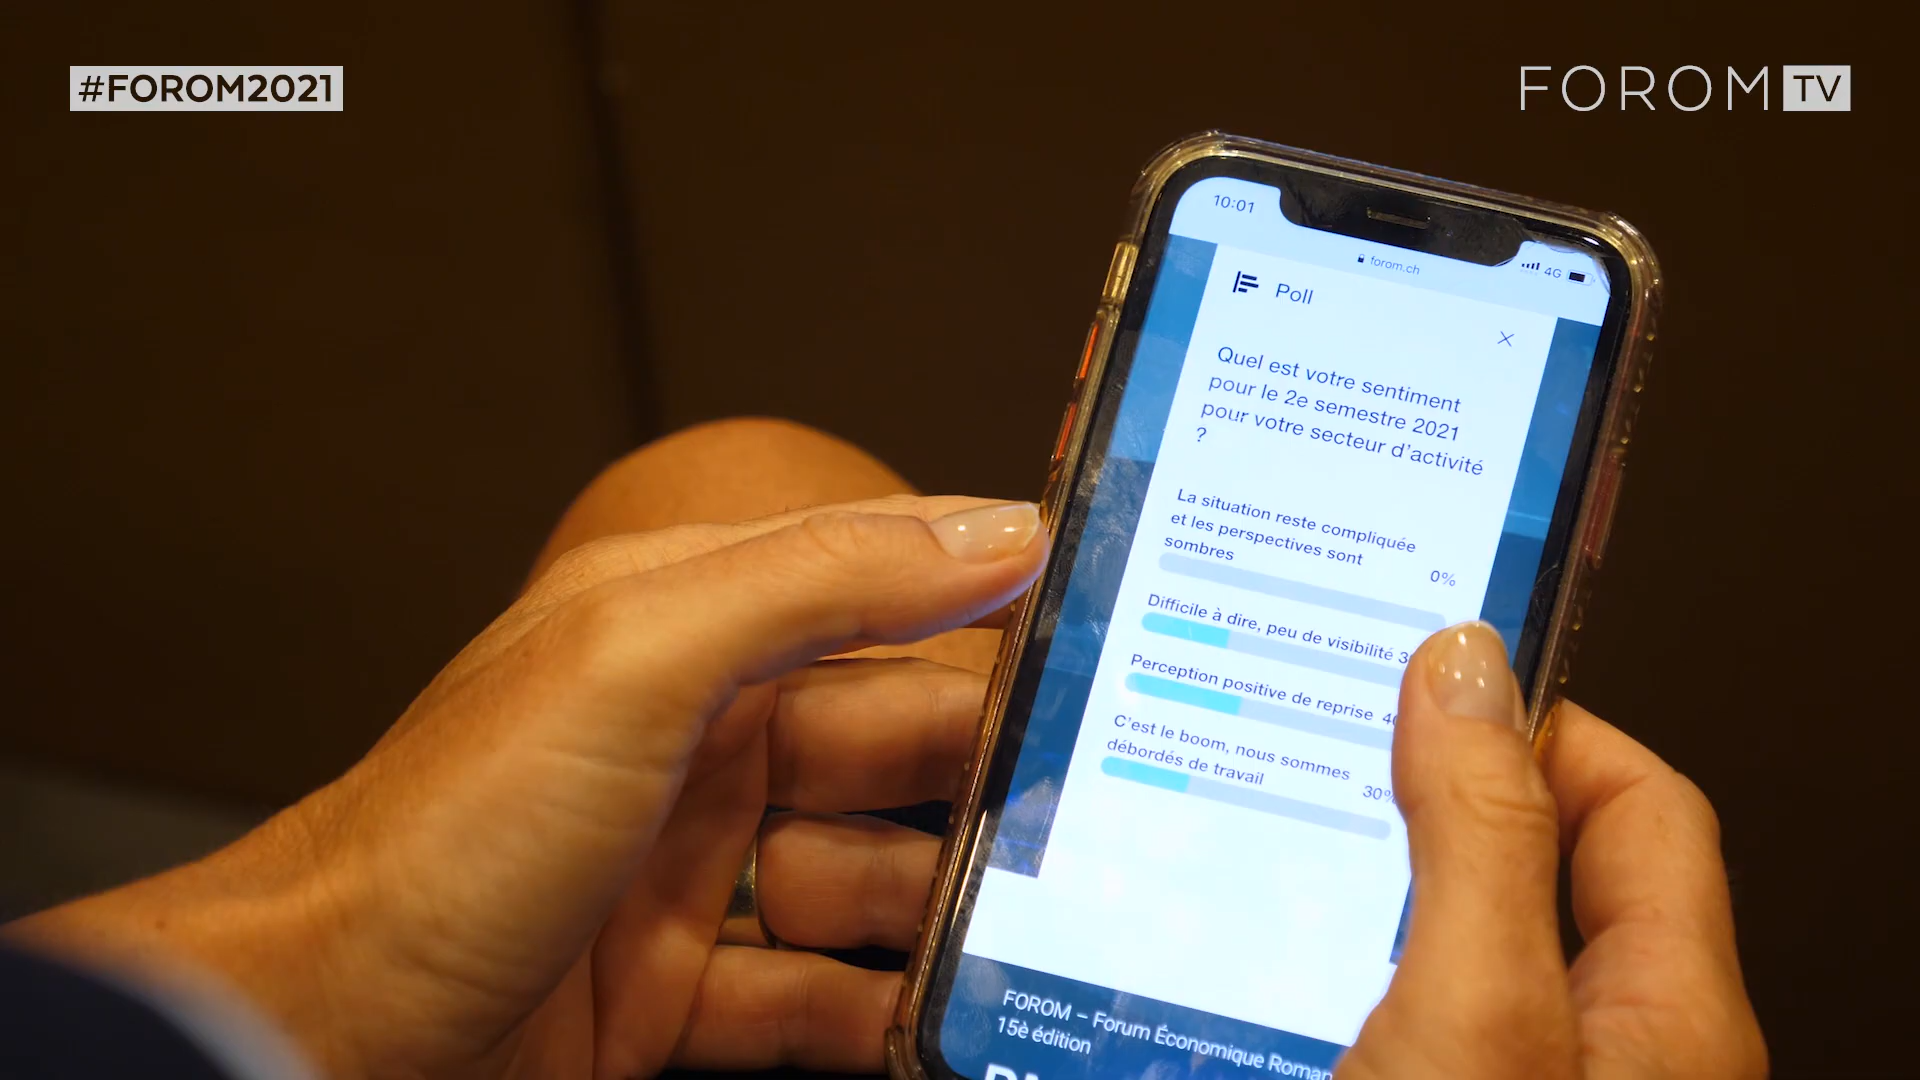 #FOROM2021
FOROM TV
10:01
forom.ch
4G
Poll
Quel est votre sentiment
pour le 2e semestre 2021
pour votre secteur d'activité
?
La situation reste compliquée
et les perspectives sont
sombres
0%
Difficile à dire, peu de visibilité
Perception positive de reprise
C'est le boom, nous sommes
débordés de travail
30%
FOROM – Forum Économique
15è édition